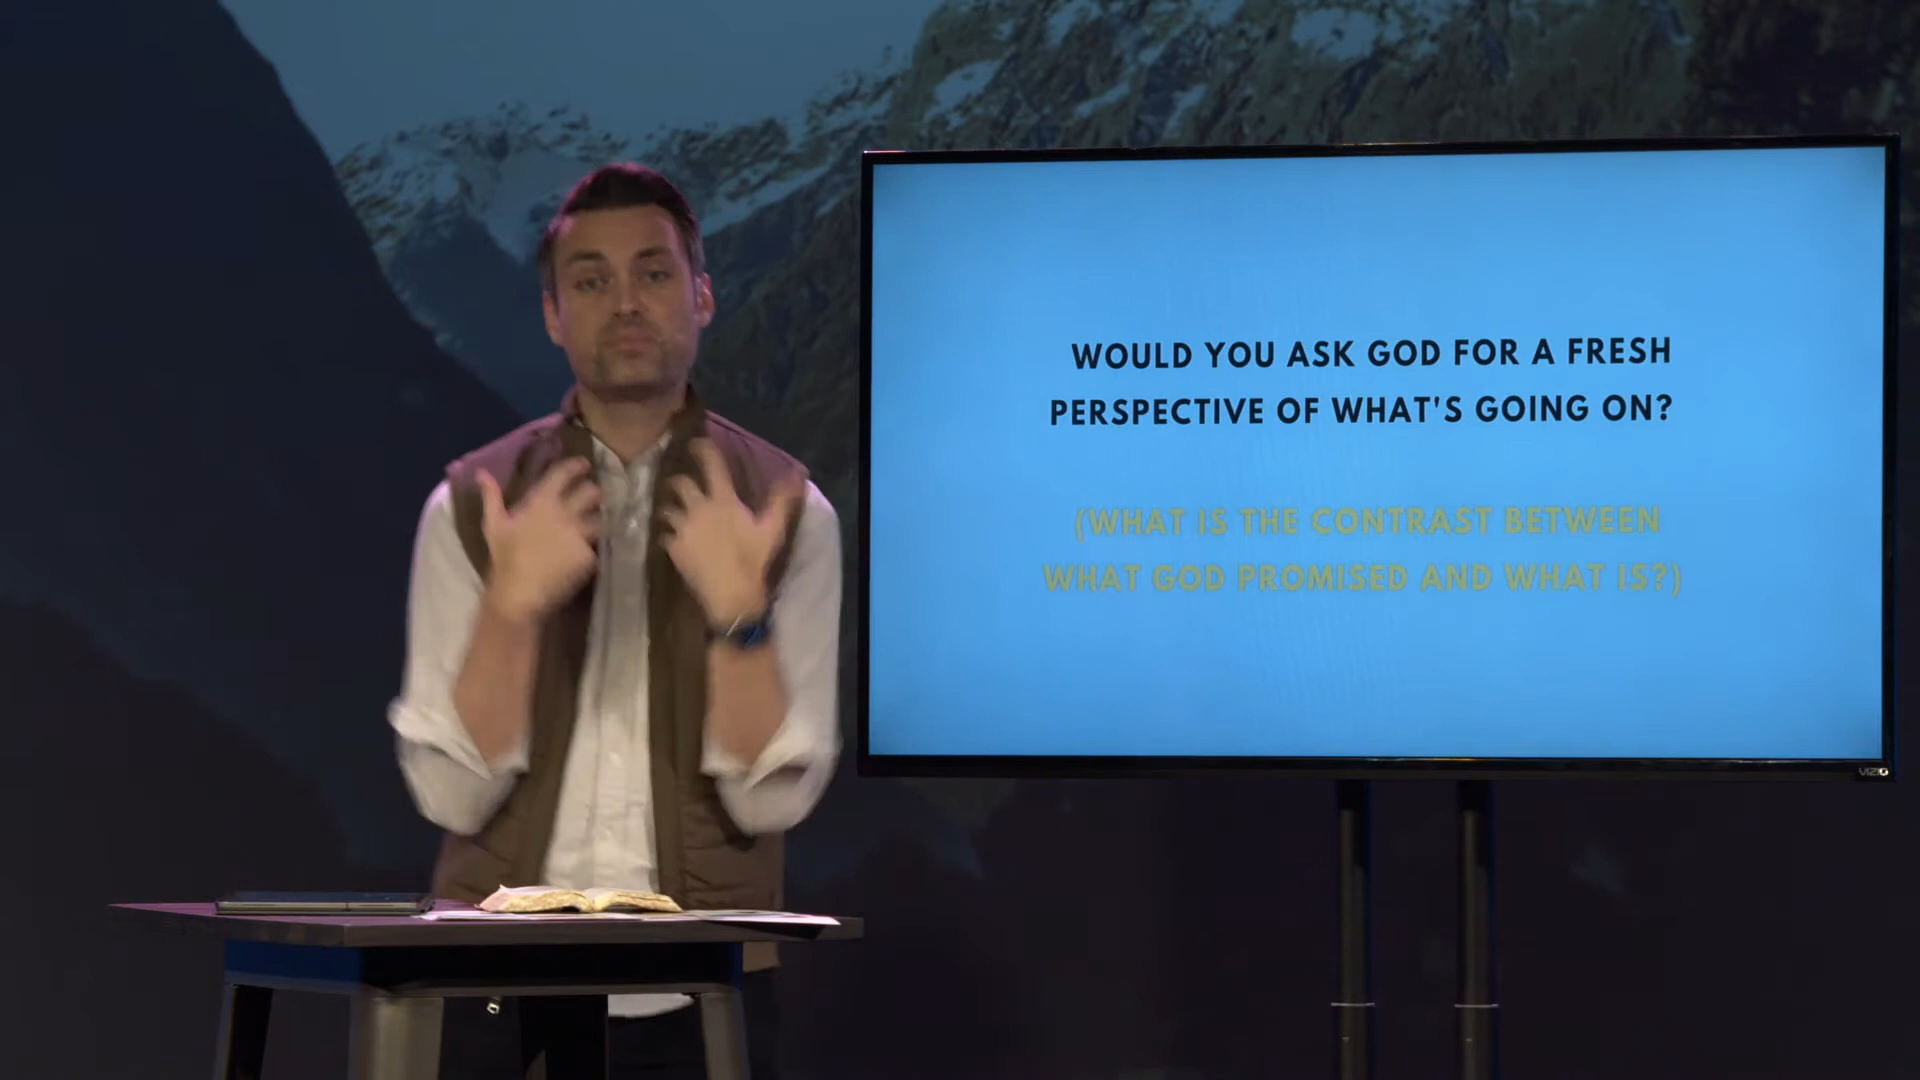 WOULD YOU ASK GOD FOR A FRESH
PERSPECTIVE OF WHAT'S GOING ON?
(WHAT IS THE CONTRAST BETWEEN
WHAT GOD PROMISED AND WHAT IS?)
VIZIO